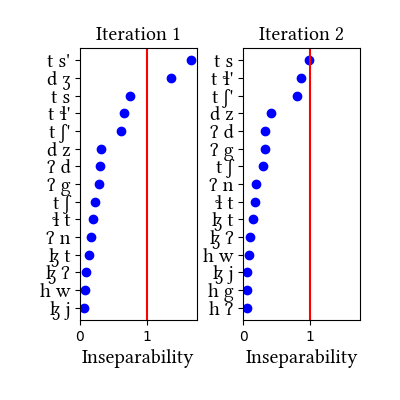 Iteration 1
t s'
d ʒ
t s
t ɬ'
t ʃ'
d z
ʔ d
ʔ g
t ʃ
ɬ t
ʔ n
ɮ t
ɮ ʔ
h w
ɮ j
0 1
Inseparability
Iteration 2
t s
t ɬ'
t ʃ'
d z
ʔ d
ʔ g
t ʃ
ʔ n
ɬ t
ɮ t
ɮ ʔ
h w
ɮ j
h g
h ʔ
0 1
Inseparability